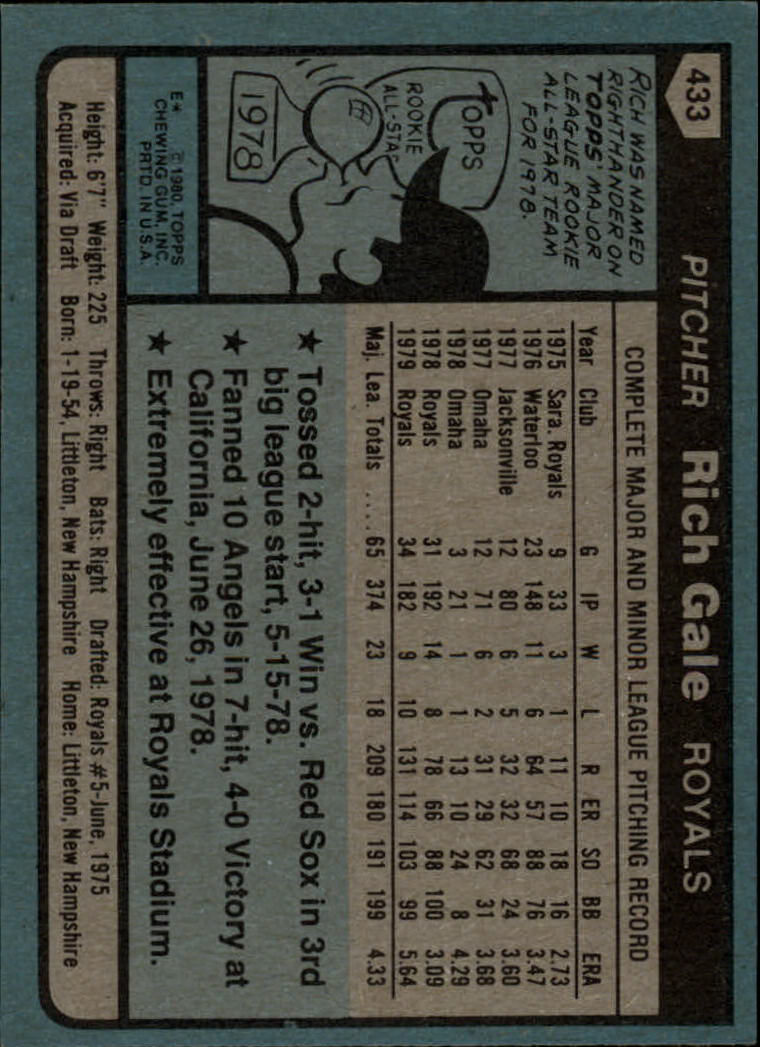 433
PITCHER Rich Gale ROYALS
RICH WAS NAMED
RIGHTHANDER ON
TOPPS' MAJOR
LEAGUE ROOKIE
ALL-STAR TEAM
FOR 1978.
TOPPS
ROOKIE
ALL-STA
1978
E* © 1980, TOPPS
CHEWING GUM, INC.
PRTD. IN U.S.A.
COMPLETE MAJOR AND MINOR LEAGUE PITCHING RECORD
Year Club G IP W L R ER SO BB ERA
1975 Sara. Royals 9 33 3 1 11 10 18 16 2.73
1976 Waterloo 23 148 11 6 64 57 88 76 3.47
1977 Jacksonville 12 80 6 5 32 32 68 24 3.60
1977 Omaha 12 71 6 2 31 29 62 31 3.68
1978 Omaha 3 21 1 1 13 10 24 8 4.29
1978 Royals 31 192 14 8 78 66 88 100 3.09
1979 Royals 34 182 9 10 131 114 103 99 5.64
Maj. Lea. Totals .... 65 374 23 18 209 180 191 199 4.33
★ Tossed 2-hit, 3-1 Win vs. Red Sox in 3rd
big league start, 5-15-78.
★ Fanned 10 Angels in 7-hit, 4-0 Victory at
California, June 26, 1978.
★ Extremely effective at Royals Stadium.
Height: 6'7" Weight: 225 Throws: Right Bats: Right Drafted: Royals #5-June, 1975
Acquired: Via Draft Born: 1-19-54, Littleton, New Hampshire Home: Littleton, New Hampshire